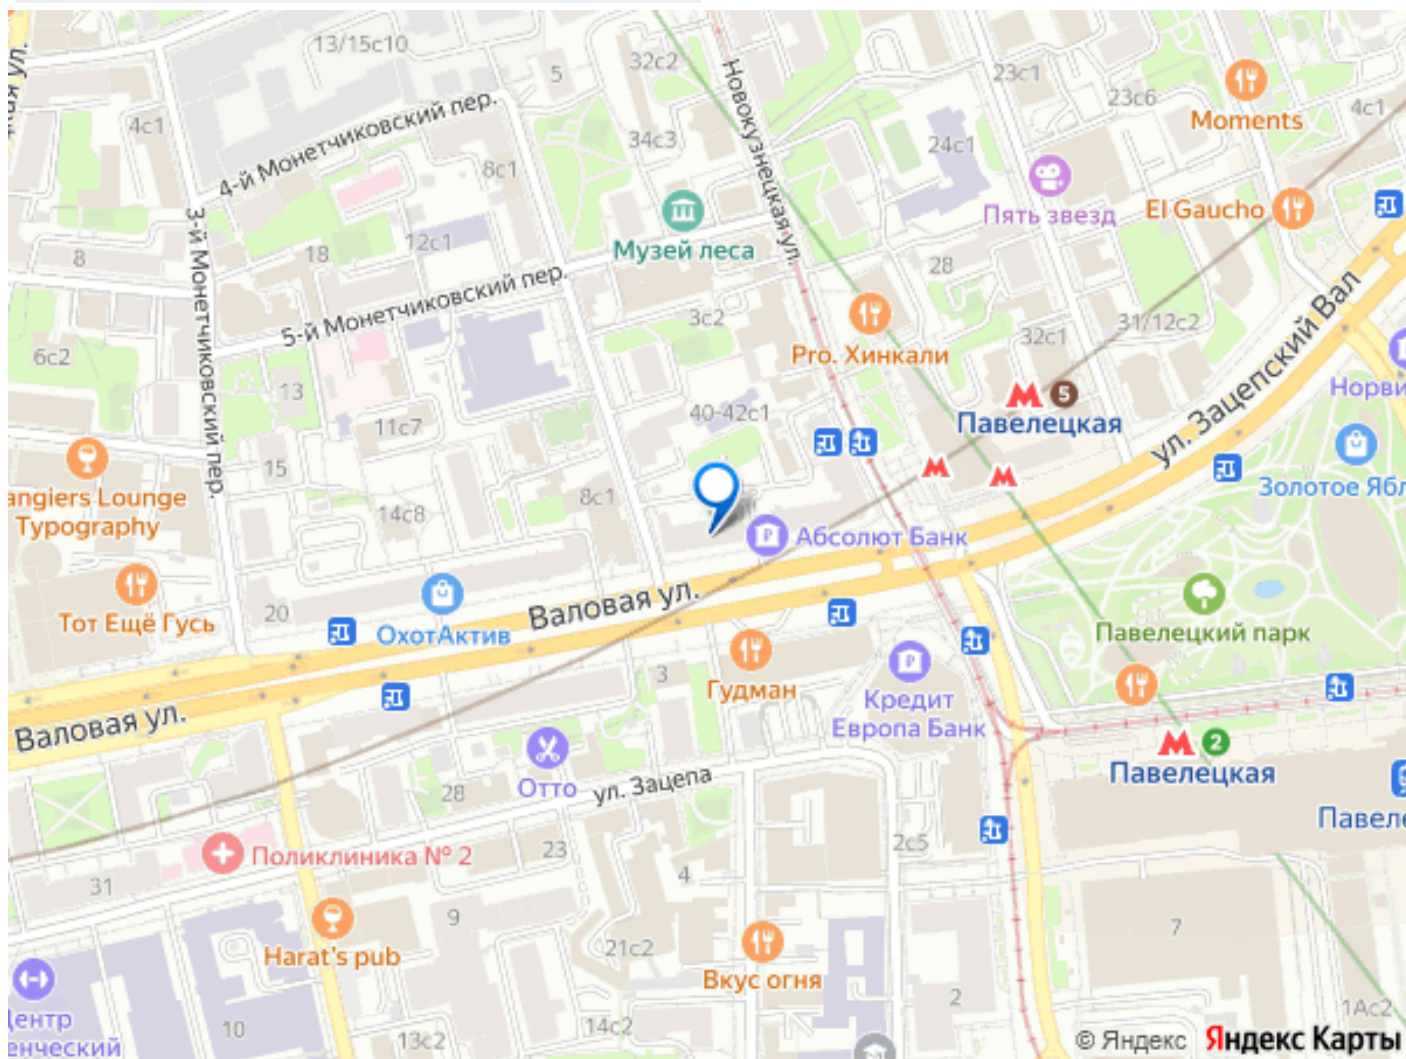 13/15с10
32с2
5
23с1
23с6
4с1
Moments
4с1
4-й Монетчиковский пер.
34с3
Новокузнецкая ул.
24с1
8с1
3-й Монетчиковский пер.
Пять звезд
El Gaucho
12с1
Музей леса
18
8
28
5-й Монетчиковский пер.
3с2
31/12с2
32с1
Pro. Хинкали
6с2
13
5
Павелецкая
ул. Зацепский Вал
40-42с1
11с7
15
Typography
14с8
8с1
Абсолют Банк
Тот Ещё Гусь
20
ОхотАктив
Валовая ул.
Павелецкий парк
Гудман
3
Кредит
Европа Банк
Валовая ул.
2
Павелецкая
Отто
ул. Зацепа
28
Поликлиника № 2
23
2с5
4
31
9
7
Harat's pub
21с2
Вкус огня
2
1Ас2
10
13с2
14с2
© Яндекс Яндекс Карты